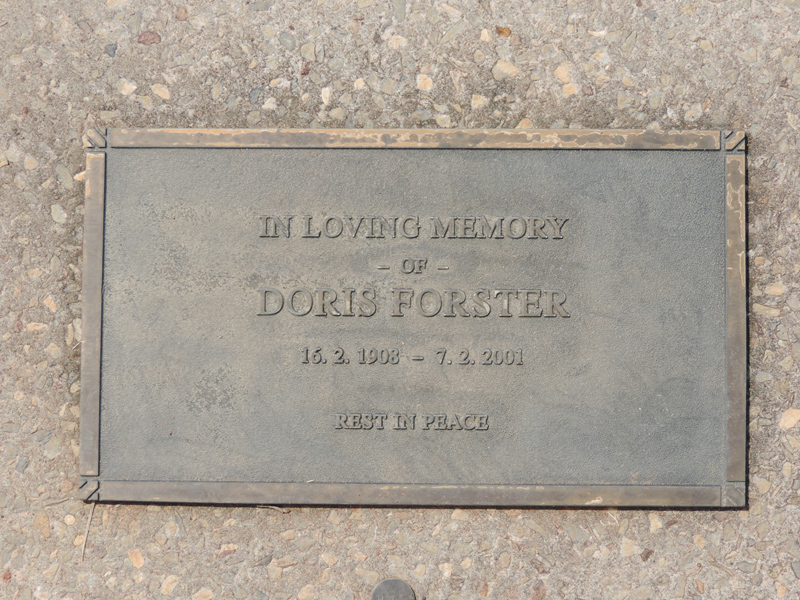 IN LOVING MEMORY
– OF –
DORIS FORSTER
16. 2. 1908 – 7. 2. 2001
REST IN PEACE